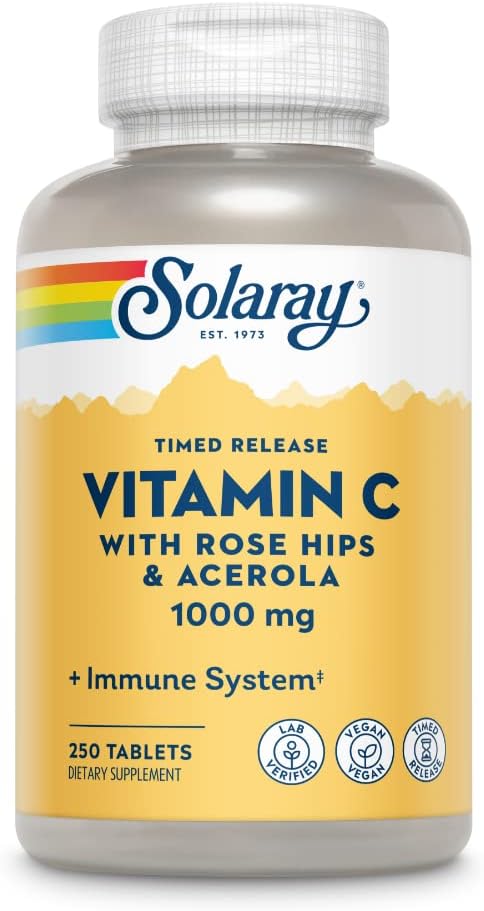 Solaray®
EST. 1973
TIMED RELEASE
VITAMIN C
WITH ROSE HIPS
& ACEROLA
1000 mg
+ Immune System‡
250 TABLETS
DIETARY SUPPLEMENT
LAB
VERIFIED
VEGAN
VEGAN
TIMED
RELEASE